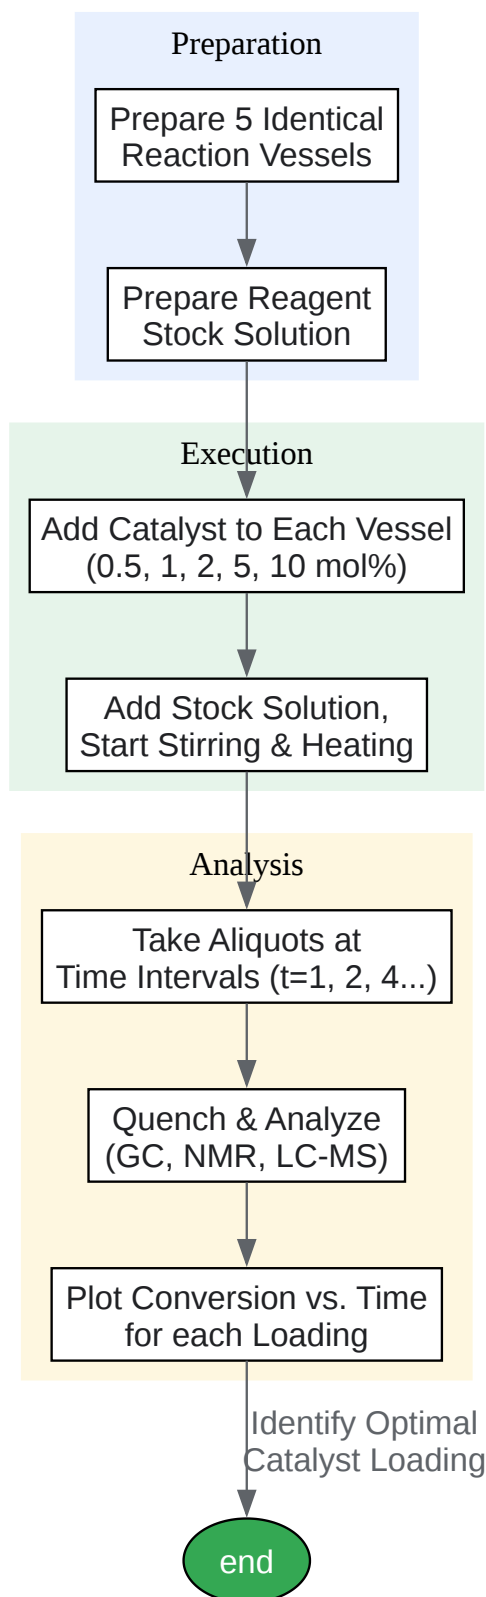 Preparation
Prepare 5 Identical
Reaction Vessels
Prepare Reagent
Stock Solution
Execution
Add Catalyst to Each Vessel
(0.5, 1, 2, 5, 10 mol%)
Add Stock Solution,
Start Stirring & Heating
Analysis
Take Aliquots at
Time Intervals (t=1, 2, 4...)
Quench & Analyze
(GC, NMR, LC-MS)
Plot Conversion vs. Time
for each Loading
Identify Optimal
Catalyst Loading
end